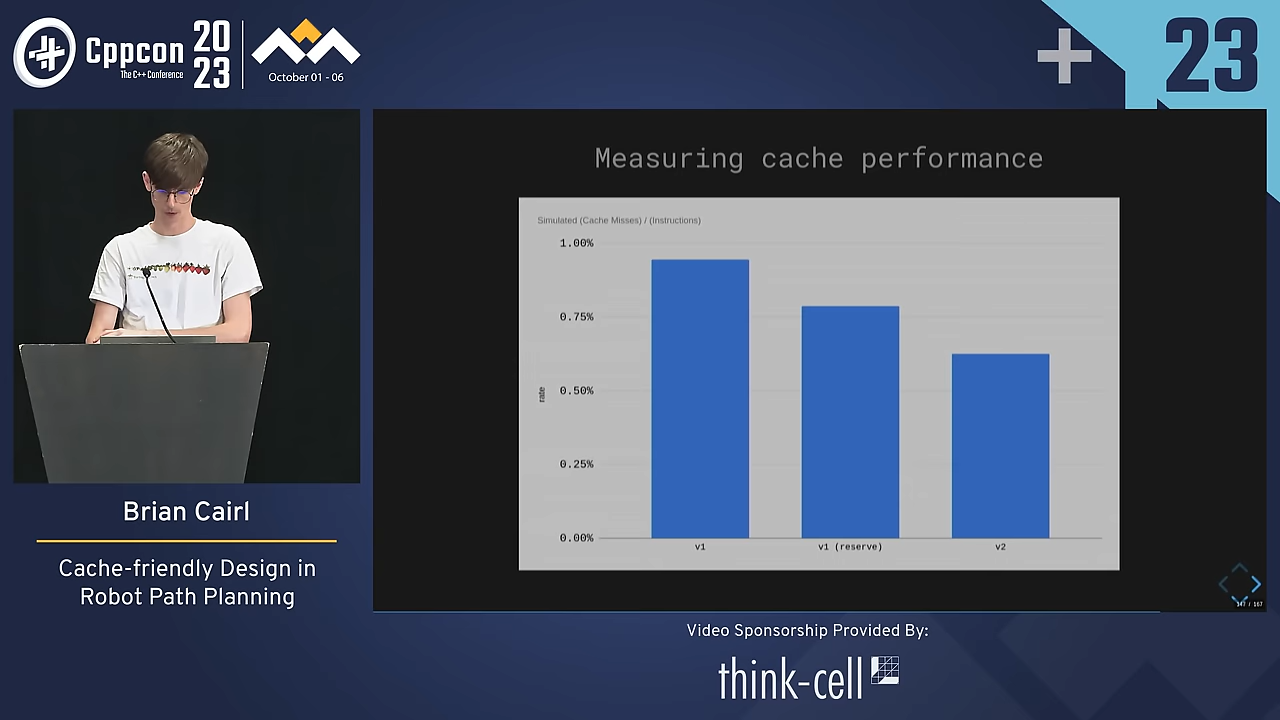 Cppcon
The C++ Conference
20
23
October 01 - 06
23
Measuring cache performance
Simulated (Cache Misses) / (Instructions)
1.00%
0.75%
0.50%
0.25%
0.00%
rate
v1
v1 (reserve)
v2
147 / 167
Brian Cairl
Cache-friendly Design in
Robot Path Planning
Video Sponsorship Provided By:
think-cell